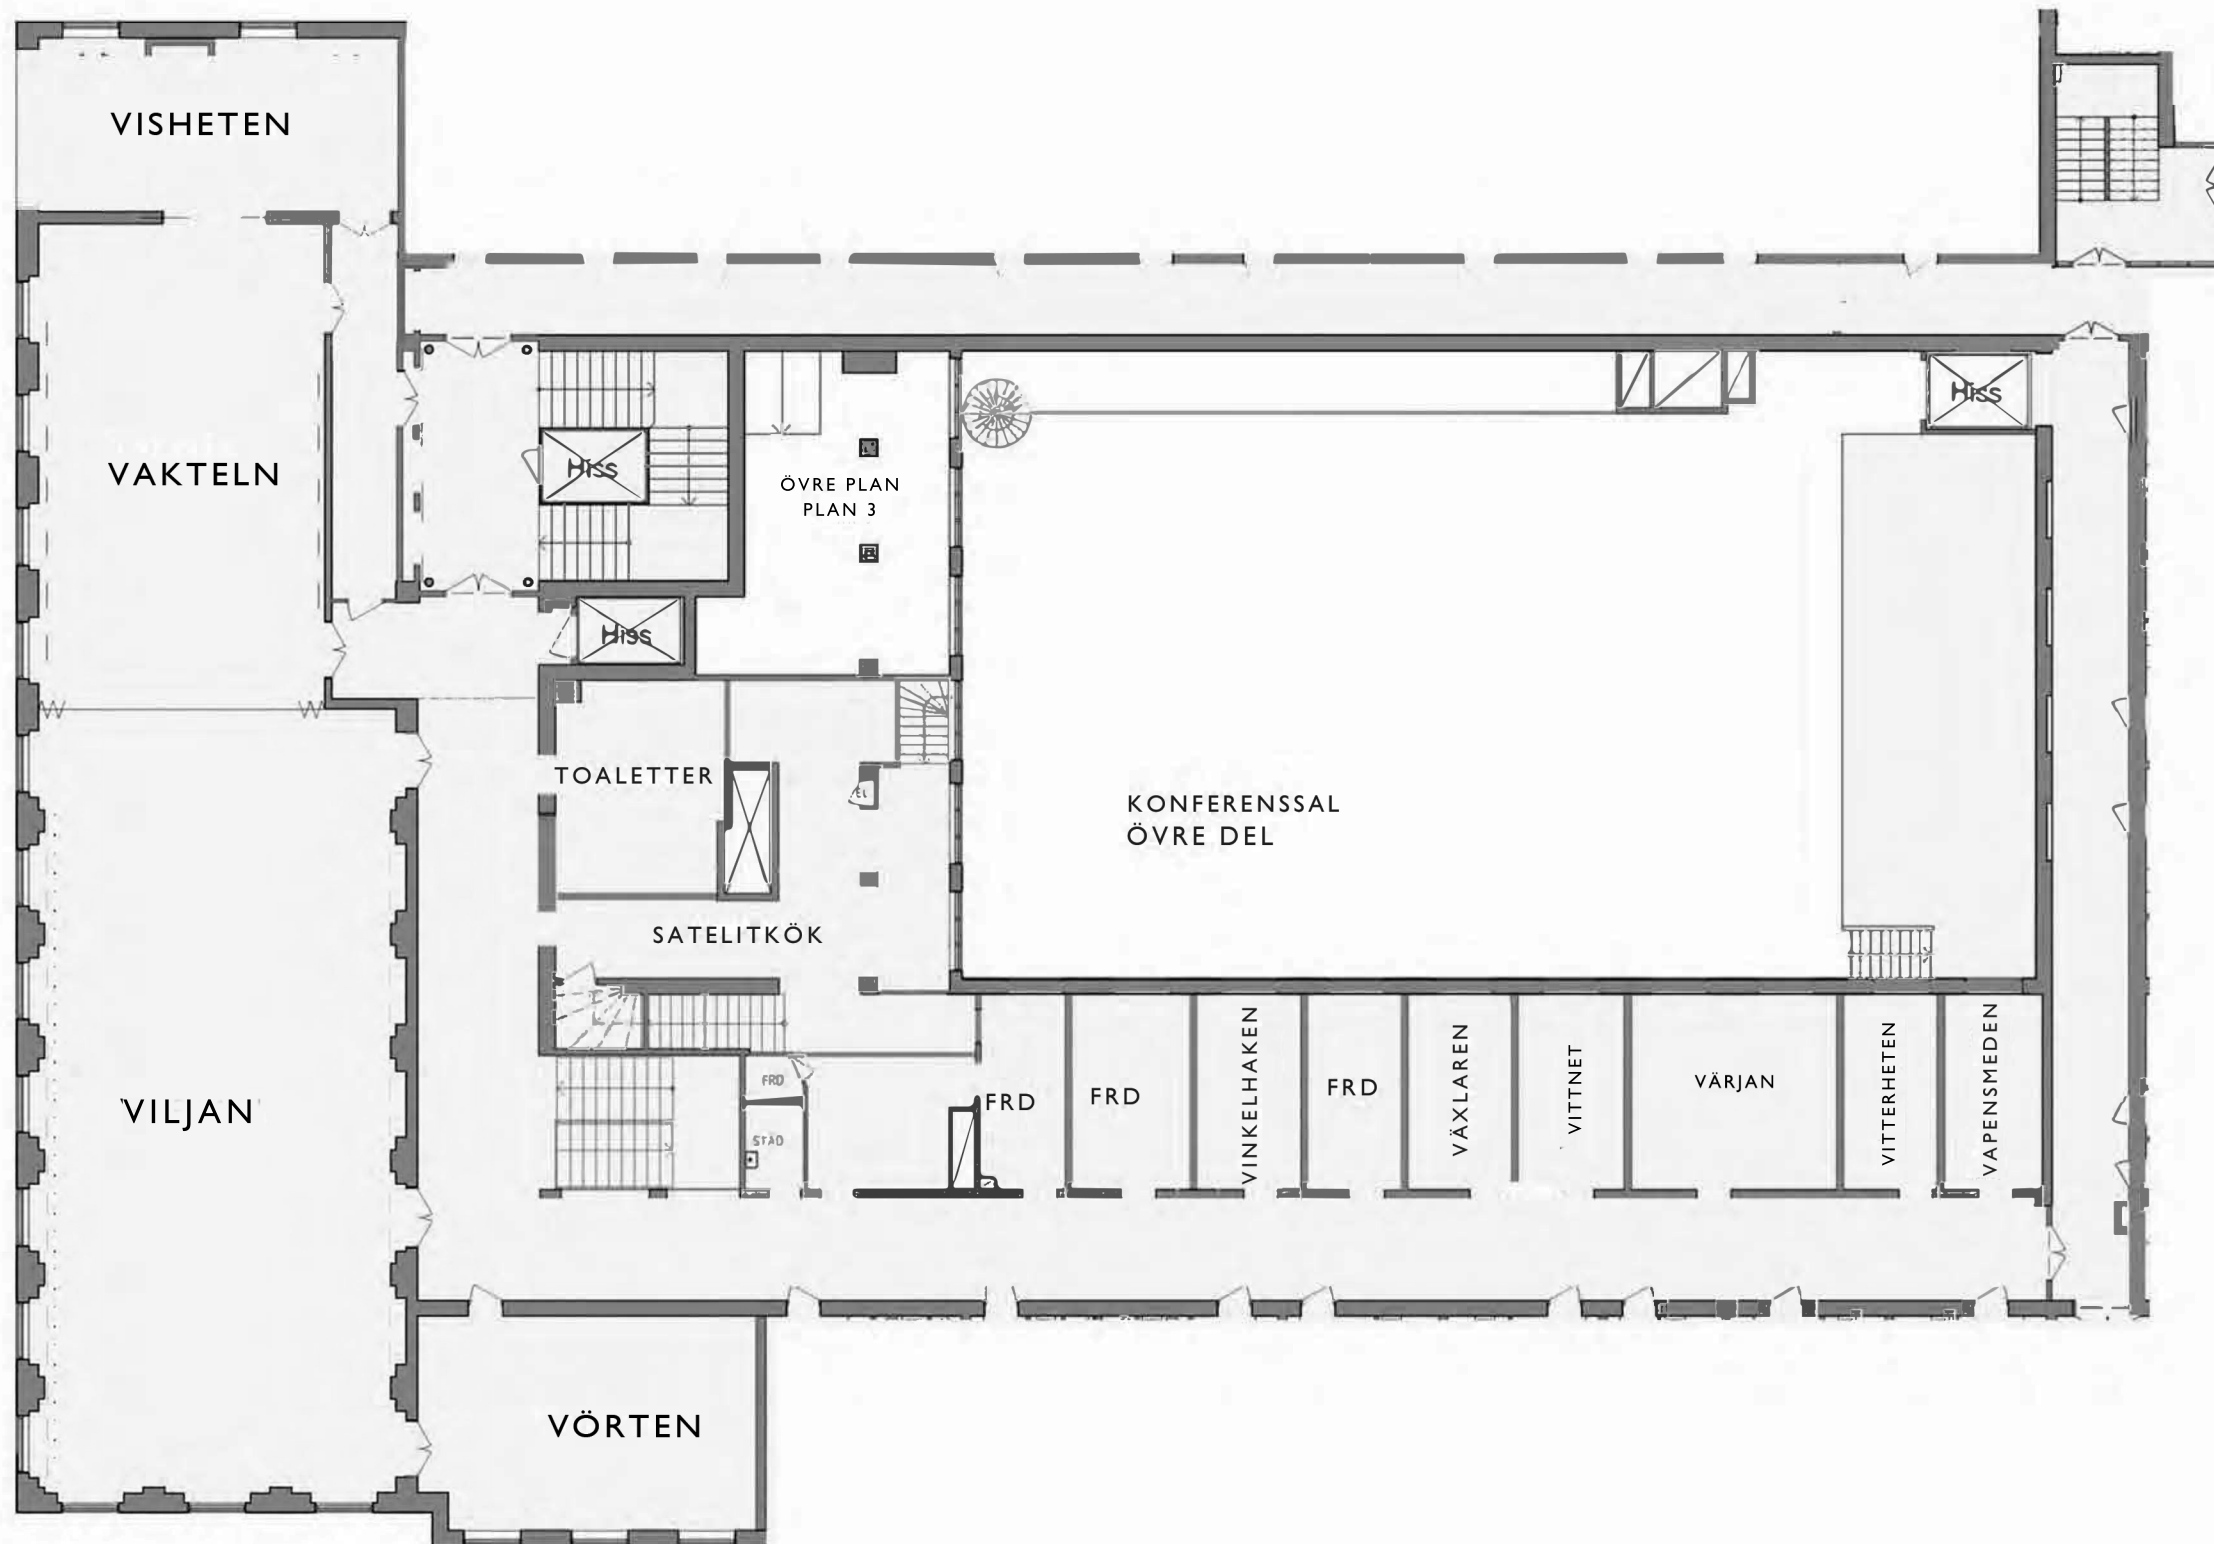 VISHETEN
Hiss
VAKTELN
Hiss
ÖVRE PLAN
PLAN 3
Hiss
TOALETTER
EL
KONFERENSSAL
ÖVRE DEL
SATELITKÖK
FRD
STÄD
FRD
FRD
VINKELHAKEN
FRD
VÄXLAREN
VITTNET
VÄRJAN
VITTERHETEN
VAPENSMEDEN
VILJAN
VÖRTEN